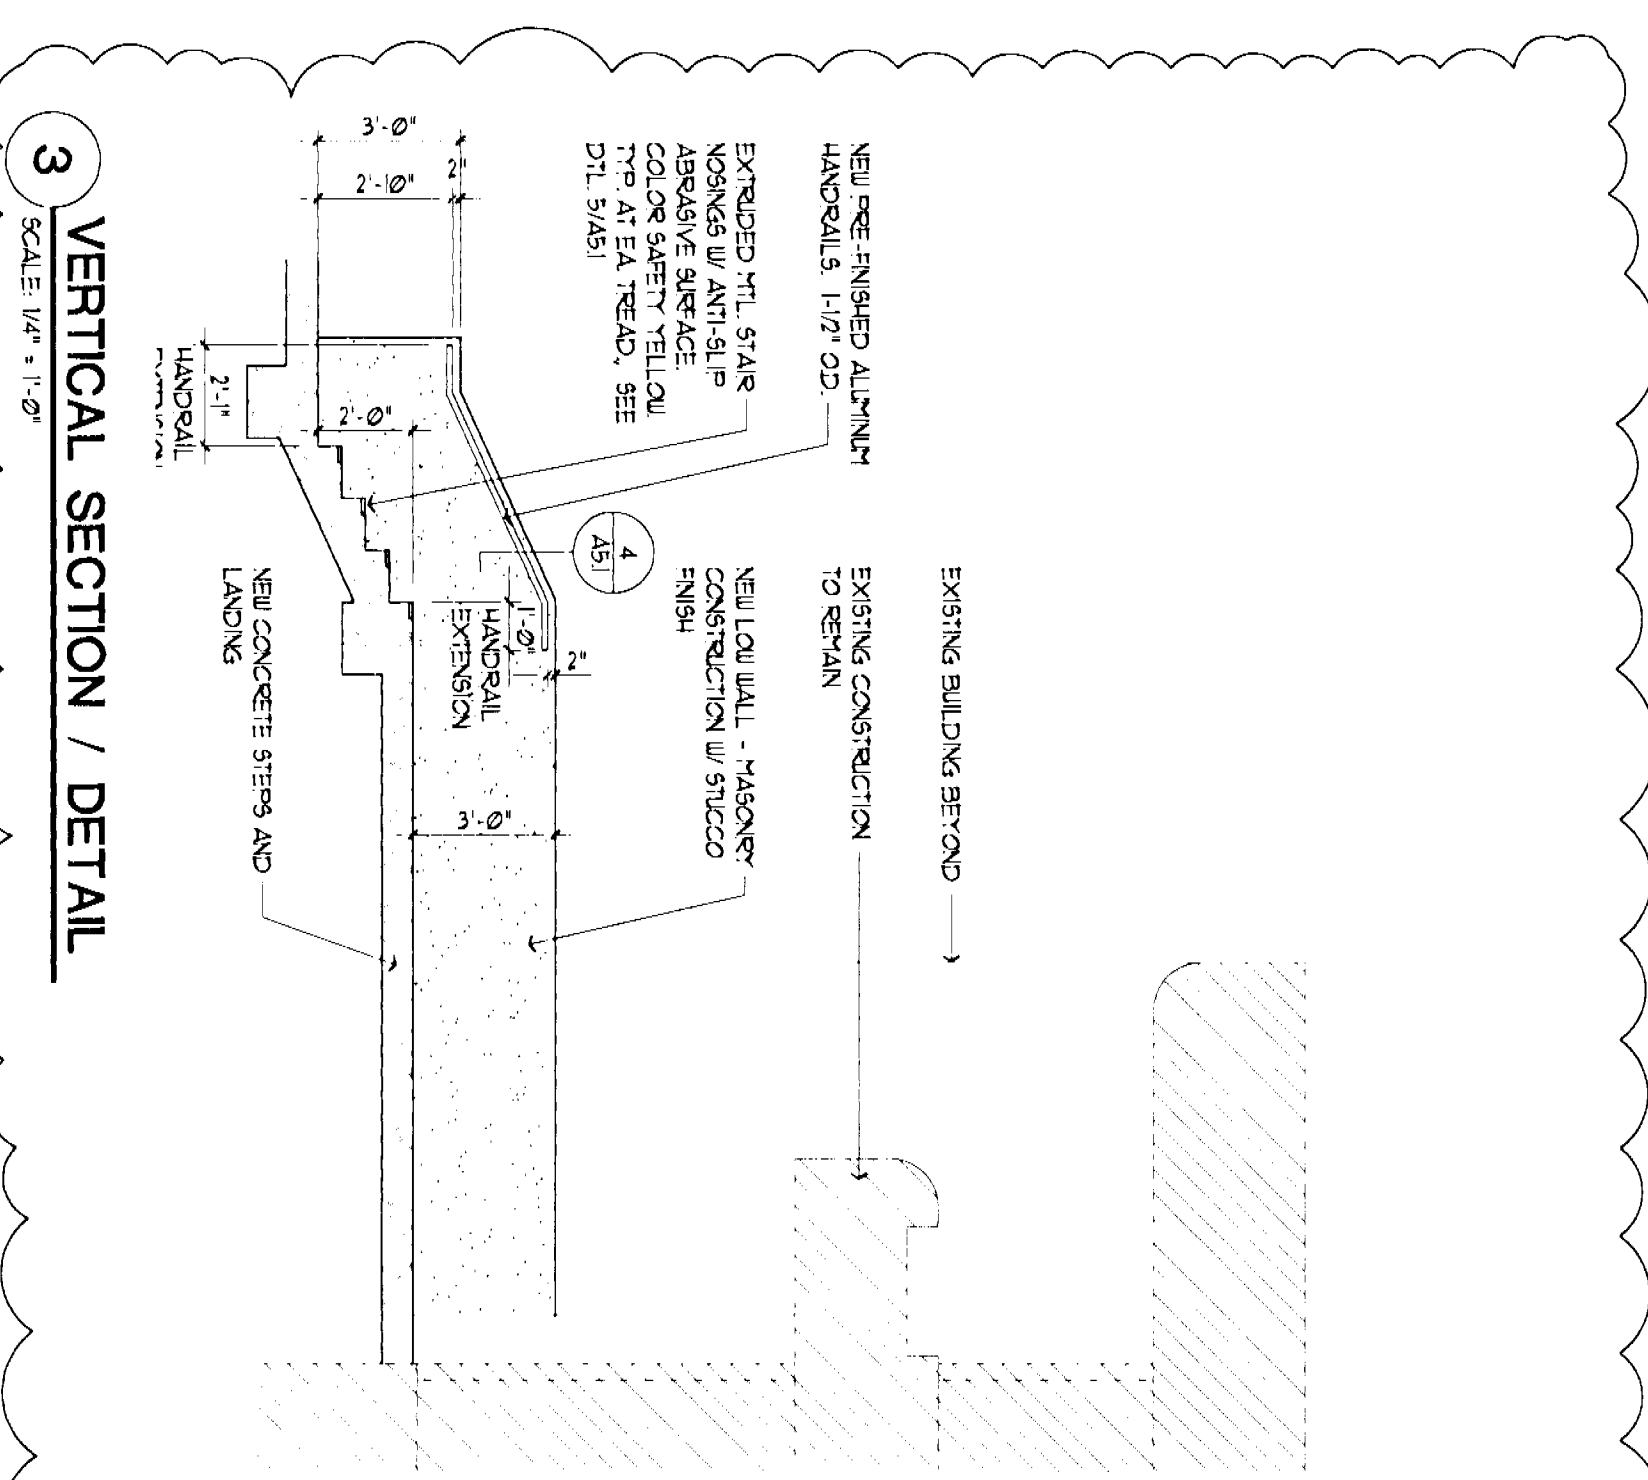 EXISTING BUILDING BEYOND
NEW PRE-FINISHED ALUMINUM
HANDRAILS. 1-1/2" O.D.
EXISTING CONSTRUCTION
TO REMAIN
EXTRUDED MTL. STAIR
NOSINGS W/ ANTI-SLIP
ABRASIVE SURFACE.
COLOR SAFETY YELLOW.
TYP. AT EA. TREAD, SEE
DTL. 5/A5.1
NEW LOW WALL - MASONRY
CONSTRUCTION W/ STUCCO
FINISH
4
A5.1
2"
2"
1'-0"
HANDRAIL
EXTENSION
3'-0"
2'-10"
3'-0"
2'-0"
2'-1"
HANDRAIL
NEW CONCRETE STEPS AND
LANDING
3
VERTICAL SECTION / DETAIL
SCALE: 1/4" = 1'-0"